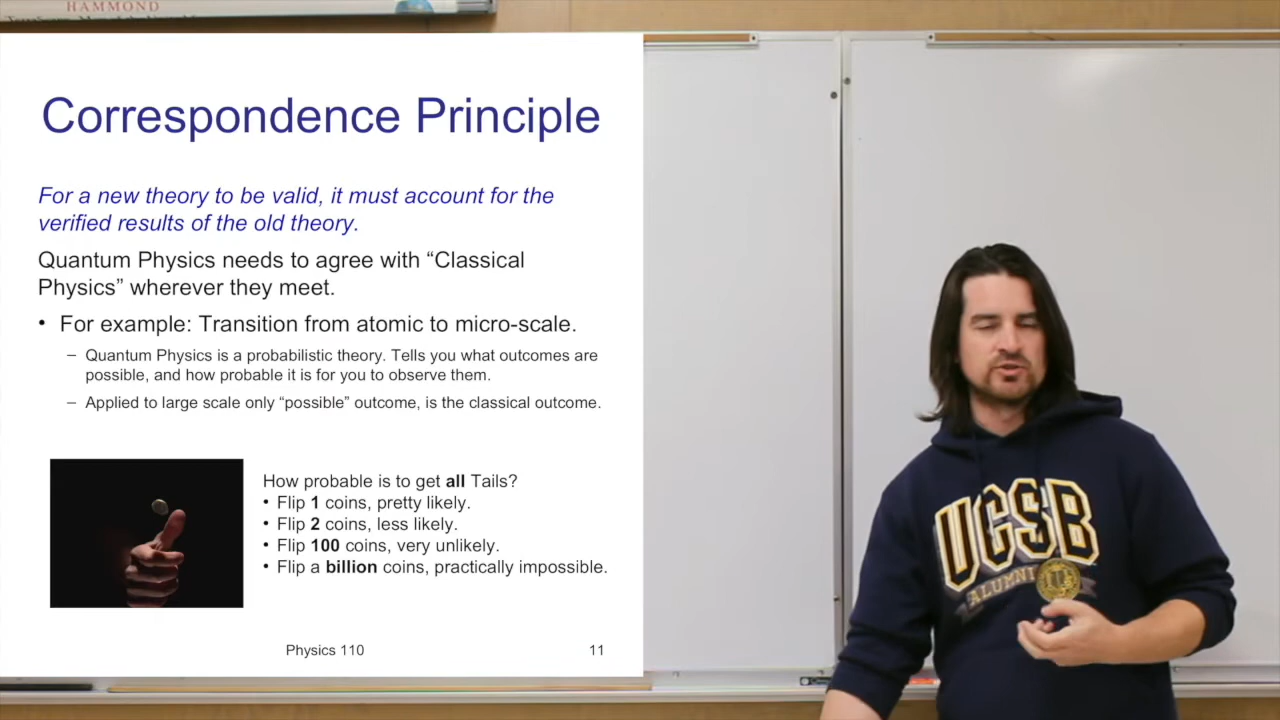 HAMMOND
Correspondence Principle
For a new theory to be valid, it must account for the
verified results of the old theory.
Quantum Physics needs to agree with “Classical
Physics” wherever they meet.
• For example: Transition from atomic to micro-scale.
– Quantum Physics is a probabilistic theory. Tells you what outcomes are
possible, and how probable it is for you to observe them.
– Applied to large scale only “possible” outcome, is the classical outcome.
How probable is to get all Tails?
• Flip 1 coins, pretty likely.
• Flip 2 coins, less likely.
• Flip 100 coins, very unlikely.
• Flip a billion coins, practically impossible.
Physics 110
11
UCSB
ALUMNI